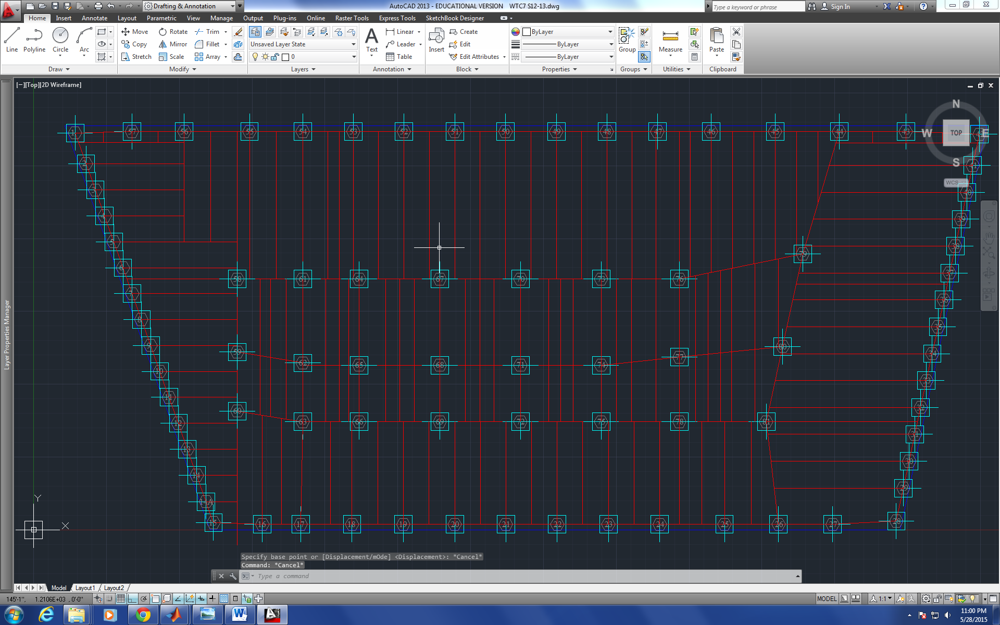 Drafting & Annotation
AutoCAD 2013 - EDUCATIONAL VERSION WTC7 S12-13.dwg
Type a keyword or phrase
Sign In
Home Insert Annotate Layout Parametric View Manage Output Plug-ins Online Raster Tools Express Tools SketchBook Designer
Line Polyline Circle Arc
Move Rotate Trim
Copy Mirror Fillet
Stretch Scale Array
Unsaved Layer State
0
Text
Linear
Leader
Table
Insert
Create
Edit
Edit Attributes
ByLayer
ByLayer
ByLayer
Group
Measure
Paste
Draw Modify Layers Annotation Block Properties Groups Utilities Clipboard
[−][Top][2D Wireframe]
N
W TOP E
S
WCS
1 57 56 55 54 53 52 51 50 49 48 47 46 45 44 43
2 41
3 40
4 39
5 38
79
6 37
58 61 64 67 70 73 76
7 36
8 35
9 80
59 34
62 65 68 71 74 77
10 33
11 32
60
63 66 69 72 75 78 81
12 31
13 30
14 29
14A
15 16 17 18 19 20 21 22 23 24 25 26 27 28
Y
X
Layer Properties Manager
Specify base point or [Displacement/mOde] <Displacement>: *Cancel*
Command: *Cancel*
Type a command
Model Layout1 Layout2
145'-1", 1.2106E+03 , 0'-0"
MODEL
1:1
11:00 PM
5/28/2015